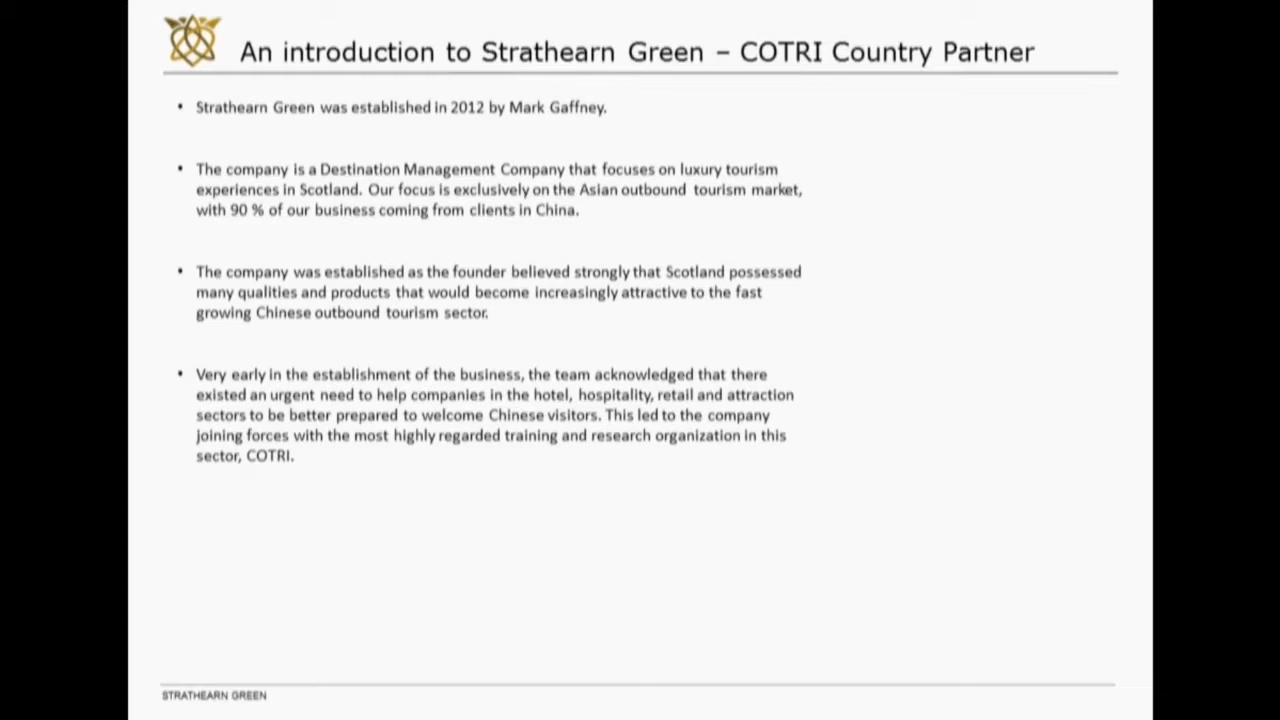 An introduction to Strathearn Green – COTRI Country Partner
• Strathearn Green was established in 2012 by Mark Gaffney.
• The company is a Destination Management Company that focuses on luxury tourism
experiences in Scotland. Our focus is exclusively on the Asian outbound tourism market,
with 90 % of our business coming from clients in China.
• The company was established as the founder believed strongly that Scotland possessed
many qualities and products that would become increasingly attractive to the fast
growing Chinese outbound tourism sector.
• Very early in the establishment of the business, the team acknowledged that there
existed an urgent need to help companies in the hotel, hospitality, retail and attraction
sectors to be better prepared to welcome Chinese visitors. This led to the company
joining forces with the most highly regarded training and research organization in this
sector, COTRI.
STRATHEARN GREEN